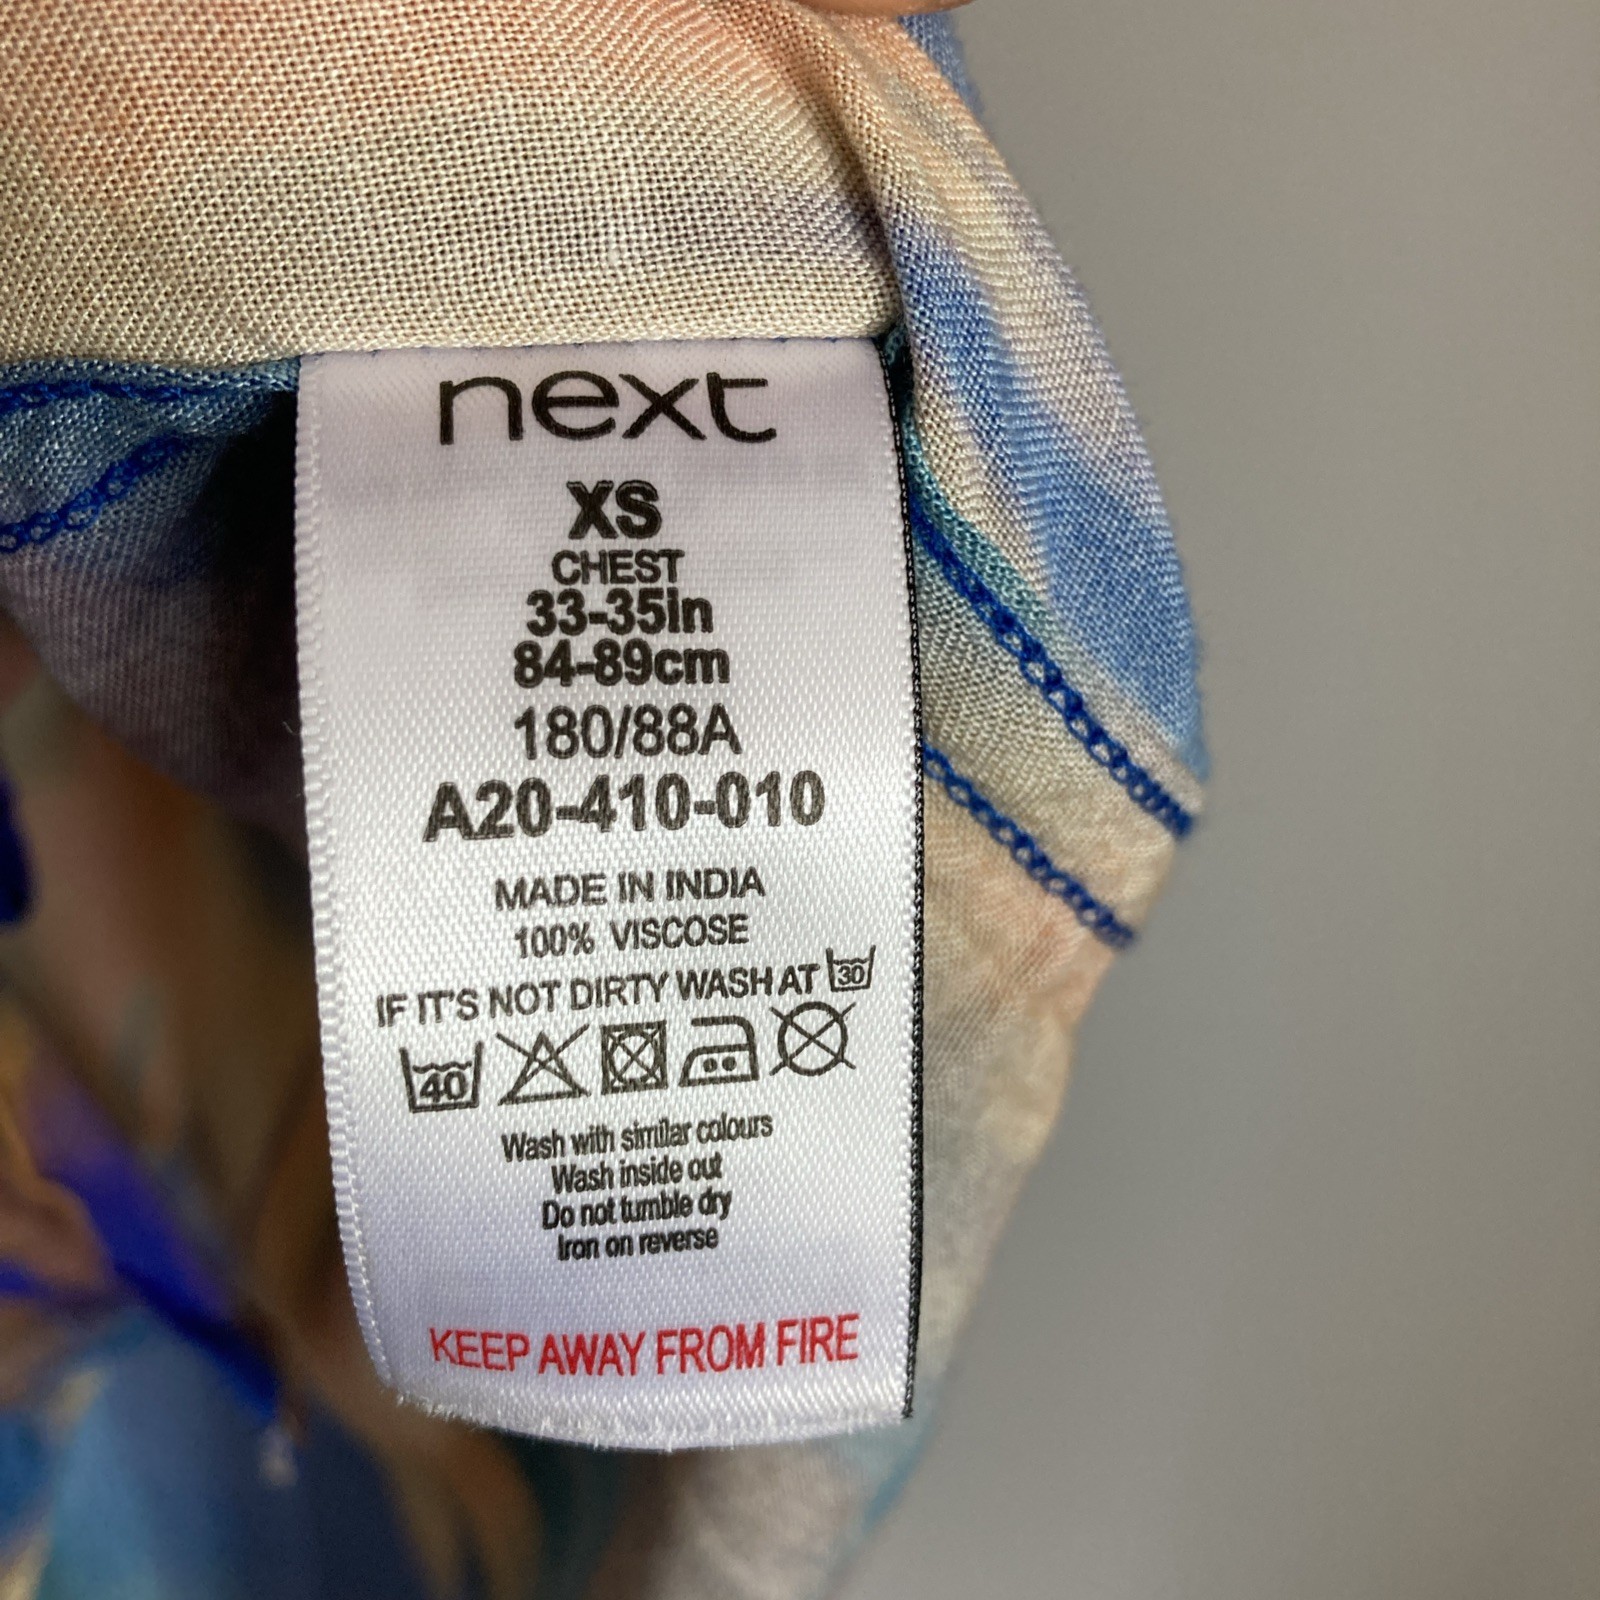 next
XS
CHEST
33-35in
84-89cm
180/88A
A20-410-010
MADE IN INDIA
100% VISCOSE
IF IT'S NOT DIRTY WASH AT 30
40
Wash with similar colours
Wash inside out
Do not tumble dry
Iron on reverse
KEEP AWAY FROM FIRE